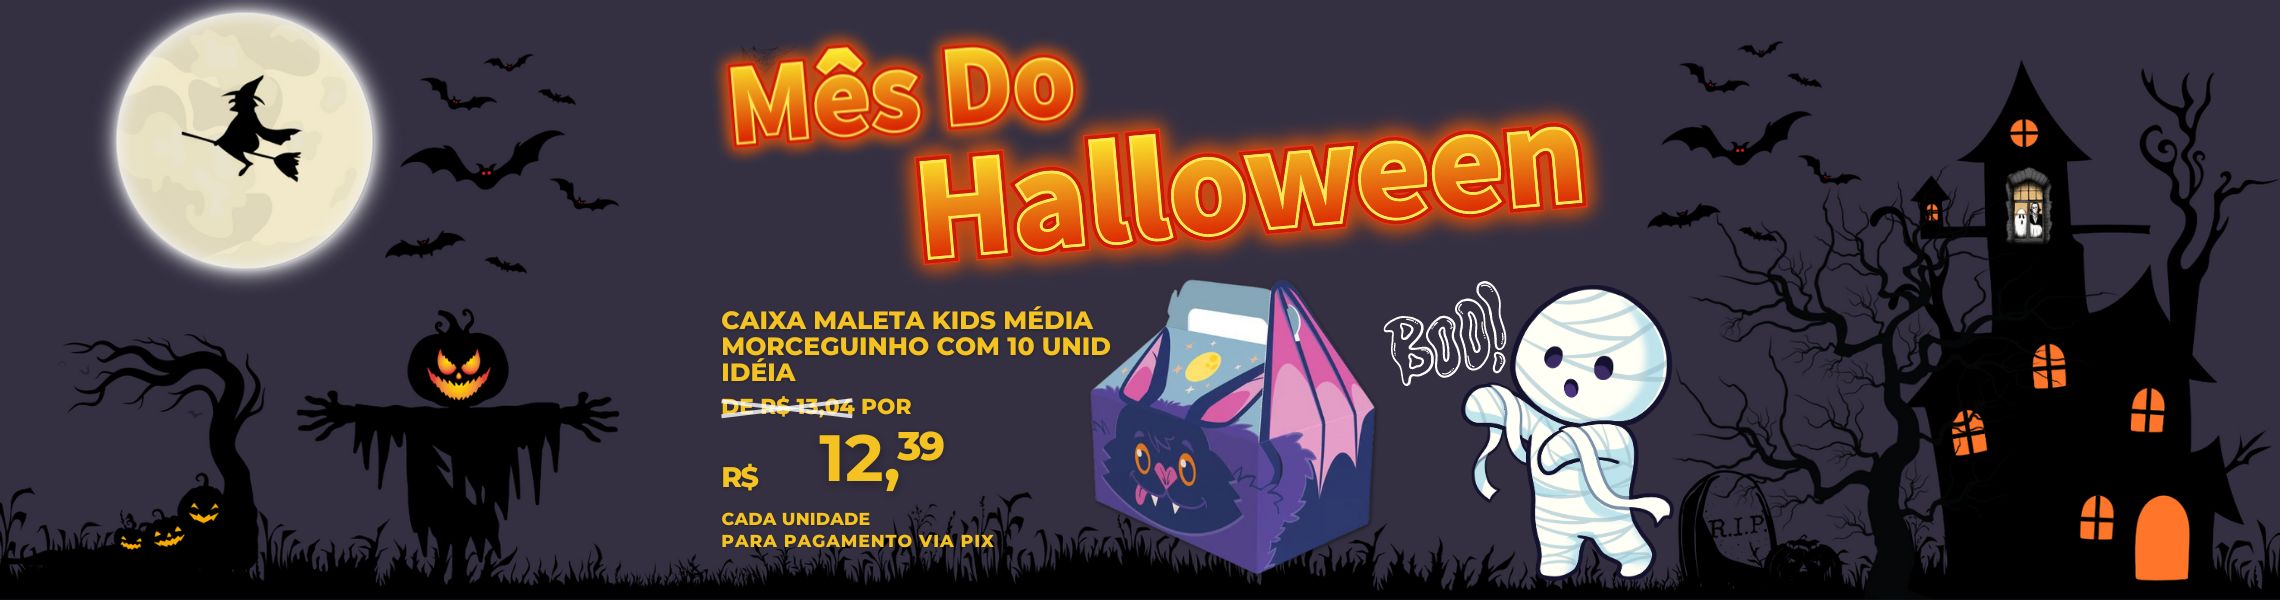 Mês Do
Halloween
CAIXA MALETA KIDS MÉDIA
MORCEGUINHO COM 10 UNID
IDÉIA
DE R$ 13,04 POR
R$ 12,39
CADA UNIDADE
PARA PAGAMENTO VIA PIX
BOO!
R.I.P